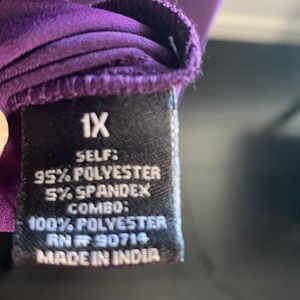 1X
SELF:
95% POLYESTER
5% SPANDEX
COMBO:
100% POLYESTER
RN # 90714
MADE IN INDIA